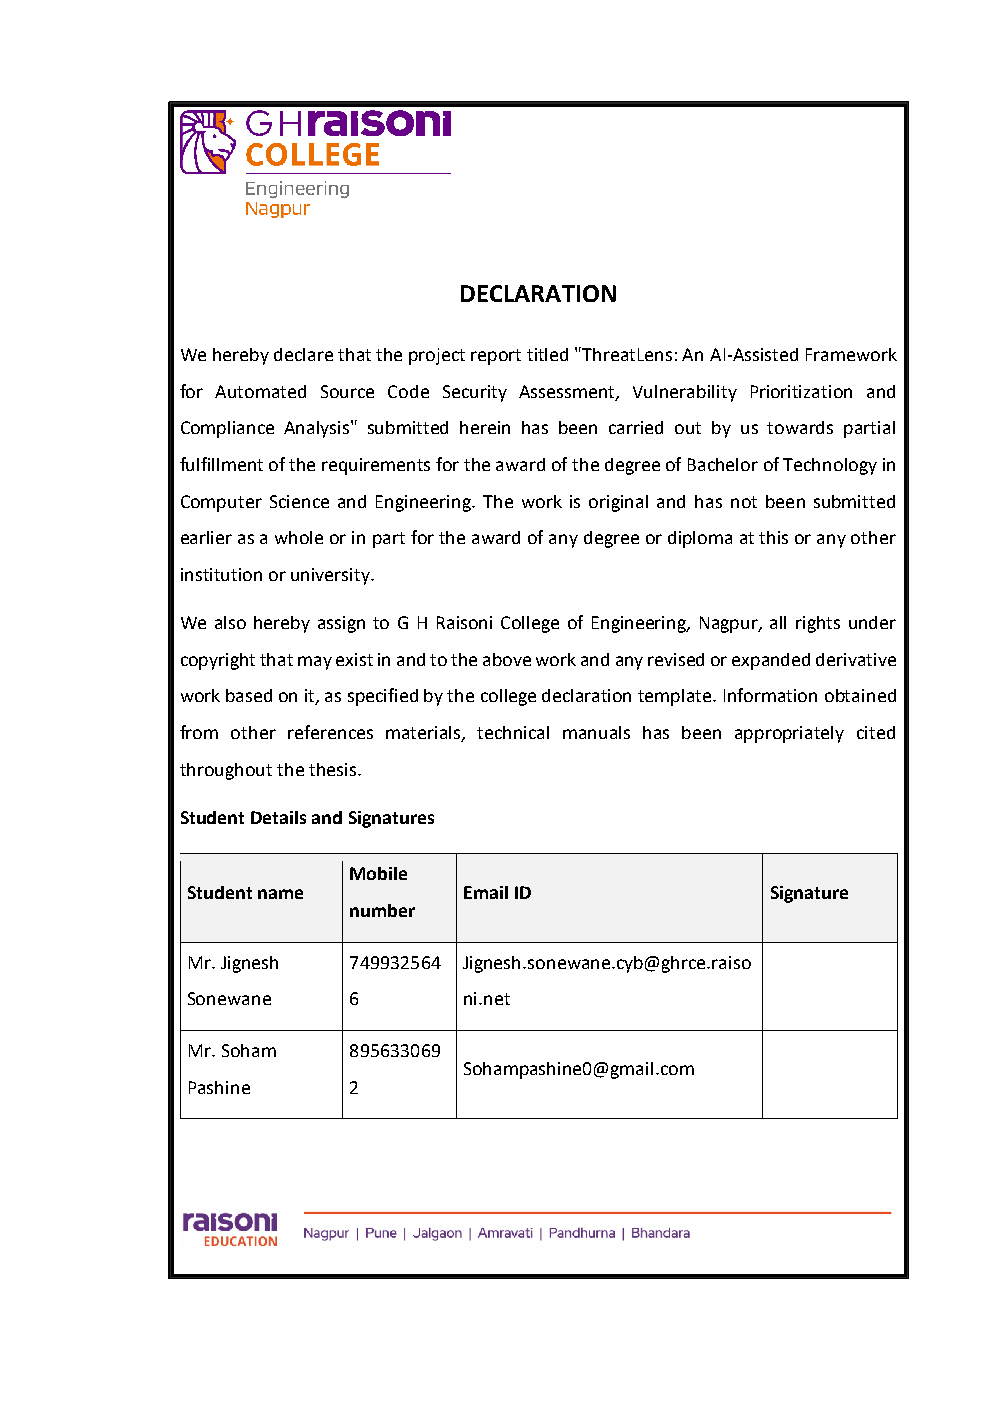 GHraisoni
COLLEGE
Engineering
Nagpur
DECLARATION
We hereby declare that the project report titled "ThreatLens: An AI-Assisted Framework
for Automated Source Code Security Assessment, Vulnerability Prioritization and
Compliance Analysis" submitted herein has been carried out by us towards partial
fulfillment of the requirements for the award of the degree of Bachelor of Technology in
Computer Science and Engineering. The work is original and has not been submitted
earlier as a whole or in part for the award of any degree or diploma at this or any other
institution or university.
We also hereby assign to G H Raisoni College of Engineering, Nagpur, all rights under
copyright that may exist in and to the above work and any revised or expanded derivative
work based on it, as specified by the college declaration template. Information obtained
from other references materials, technical manuals has been appropriately cited
throughout the thesis.
Student Details and Signatures
Student name Mobile number Email ID Signature
Mr. Jignesh 749932564 Jignesh.sonewane.cyb@ghrce.raiso
Sonewane 6 ni.net
Mr. Soham 895633069 Sohampashine0@gmail.com
Pashine 2
raisoni
EDUCATION
Nagpur | Pune | Jalgaon | Amravati | Pandhurna | Bhandara